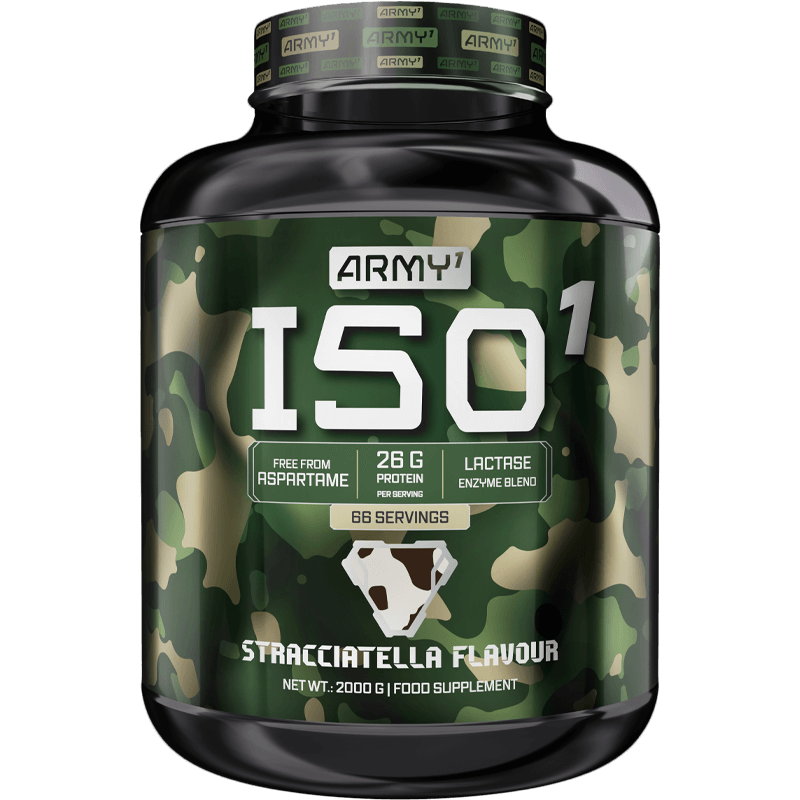 ARMY¹
ARMY¹
ARMY¹
ARMY¹
ISO¹
FREE FROM
ASPARTAME
26 G
PROTEIN
PER SERVING
LACTASE
ENZYME BLEND
66 SERVINGS
STRACCIATELLA FLAVOUR
NET WT.: 2000 G | FOOD SUPPLEMENT